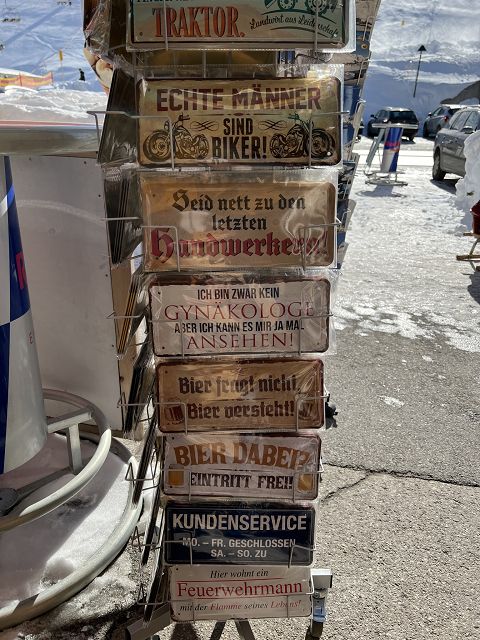 TRAKTOR.
Landwirt aus Leidenschaft
ECHTE MÄNNER
SIND
BIKER!
Seid nett zu den
letzten
Handwerkern!
ICH BIN ZWAR KEIN
GYNÄKOLOGE
ABER ICH KANN ES MIR JA MAL
ANSEHEN!
Bier fragt nicht,
Bier versteht!
BIER DABEI?
EINTRITT FREI!
KUNDENSERVICE
MO. – FR. GESCHLOSSEN
SA. – SO. ZU
Hier wohnt ein
Feuerwehrmann
mit der Flamme seines Lebens!